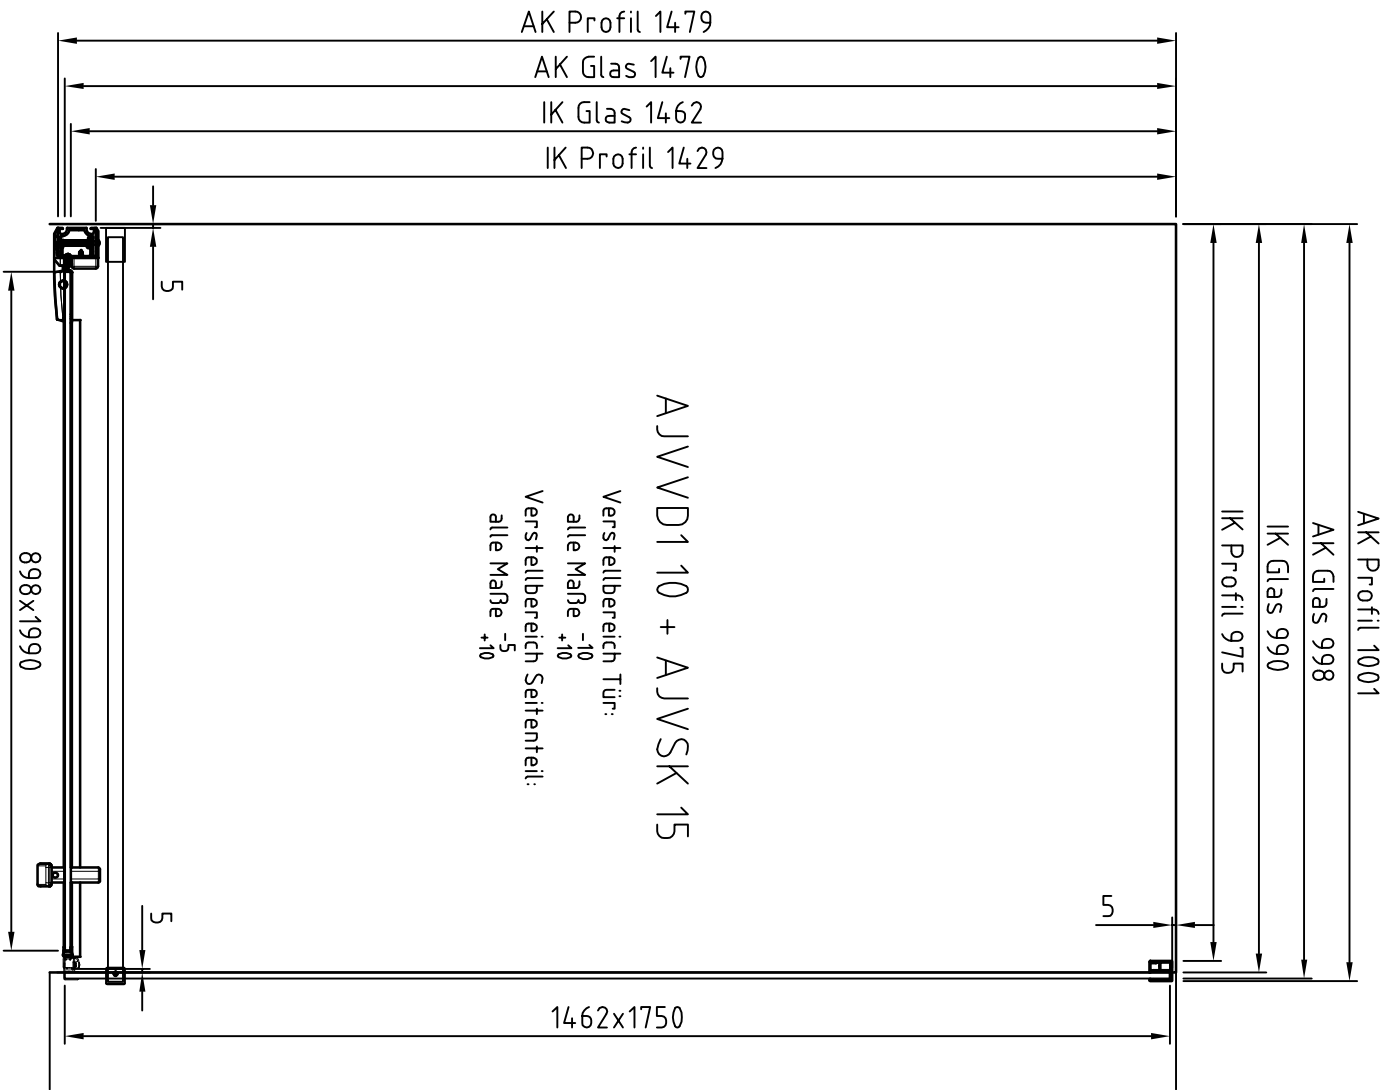 AK Profil 1479
AK Glas 1470
IK Glas 1462
IK Profil 1429
AK Profil 1001
AK Glas 998
IK Glas 990
IK Profil 975
5
AJVVD1 10 + AJVSK 15
Verstellbereich Tür:
alle Maße -10 +10
Verstellbereich Seitenteil:
alle Maße -5 +10
898x1990
5
5
1462x1750